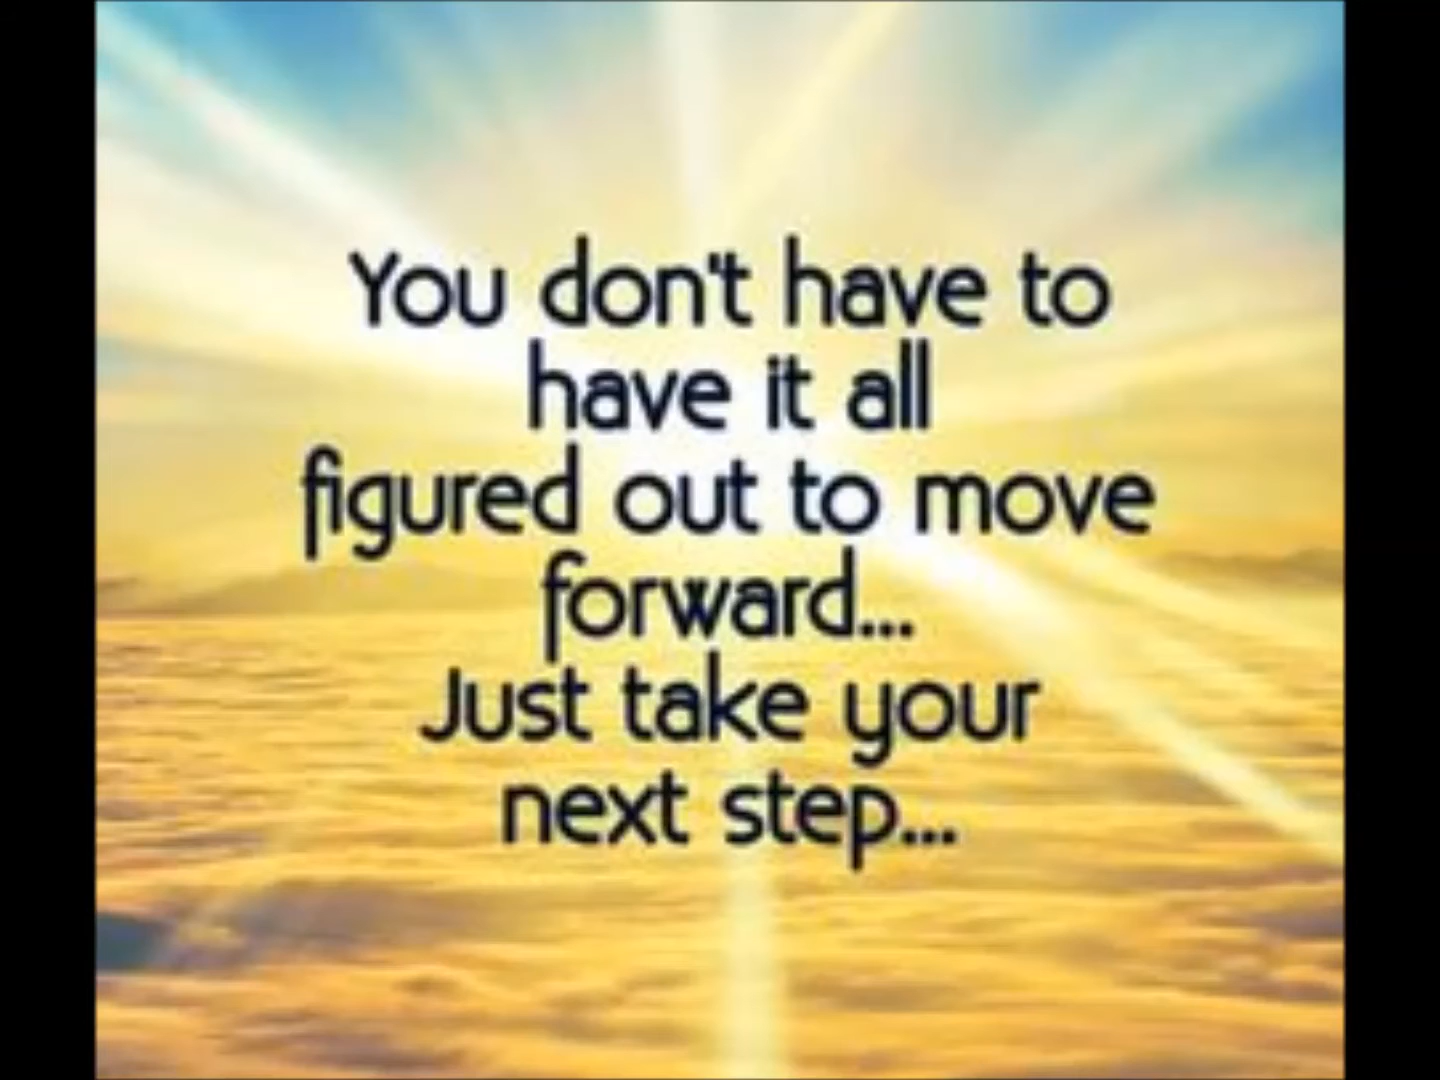 You don't have to
have it all
figured out to move
forward...
Just take your
next step...